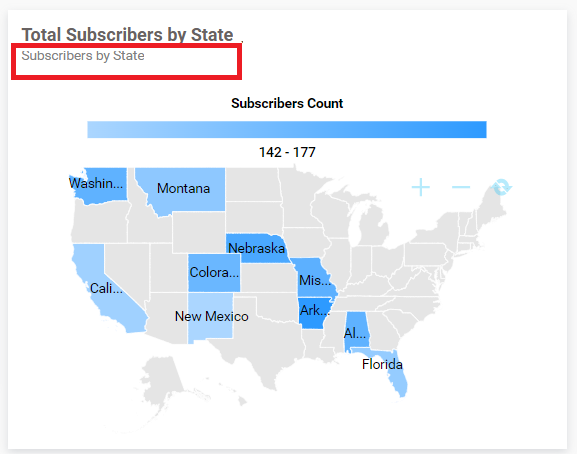 Total Subscribers by State
Subscribers by State
Subscribers Count
142 - 177
Washin...
Montana
Nebraska
Colora...
Cali...
Mis...
Ark...
New Mexico
Al...
Florida